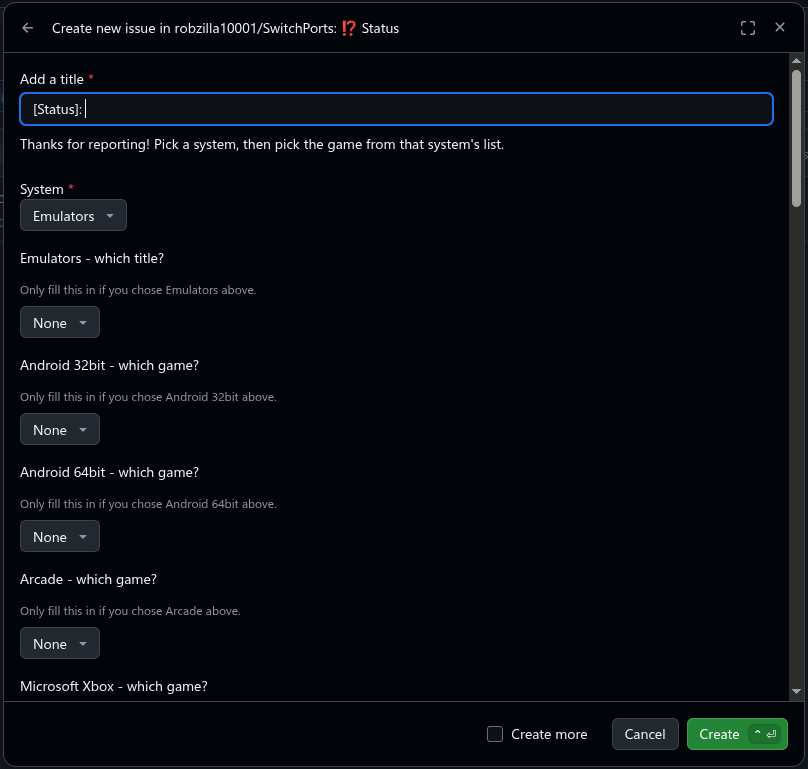 Create new issue in robzilla10001/SwitchPorts: ⁉️ Status
Add a title *
[Status]:
Thanks for reporting! Pick a system, then pick the game from that system's list.
System *
Emulators
Emulators - which title?
Only fill this in if you chose Emulators above.
None
Android 32bit - which game?
Only fill this in if you chose Android 32bit above.
None
Android 64bit - which game?
Only fill this in if you chose Android 64bit above.
None
Arcade - which game?
Only fill this in if you chose Arcade above.
None
Microsoft Xbox - which game?
Create more
Cancel
Create